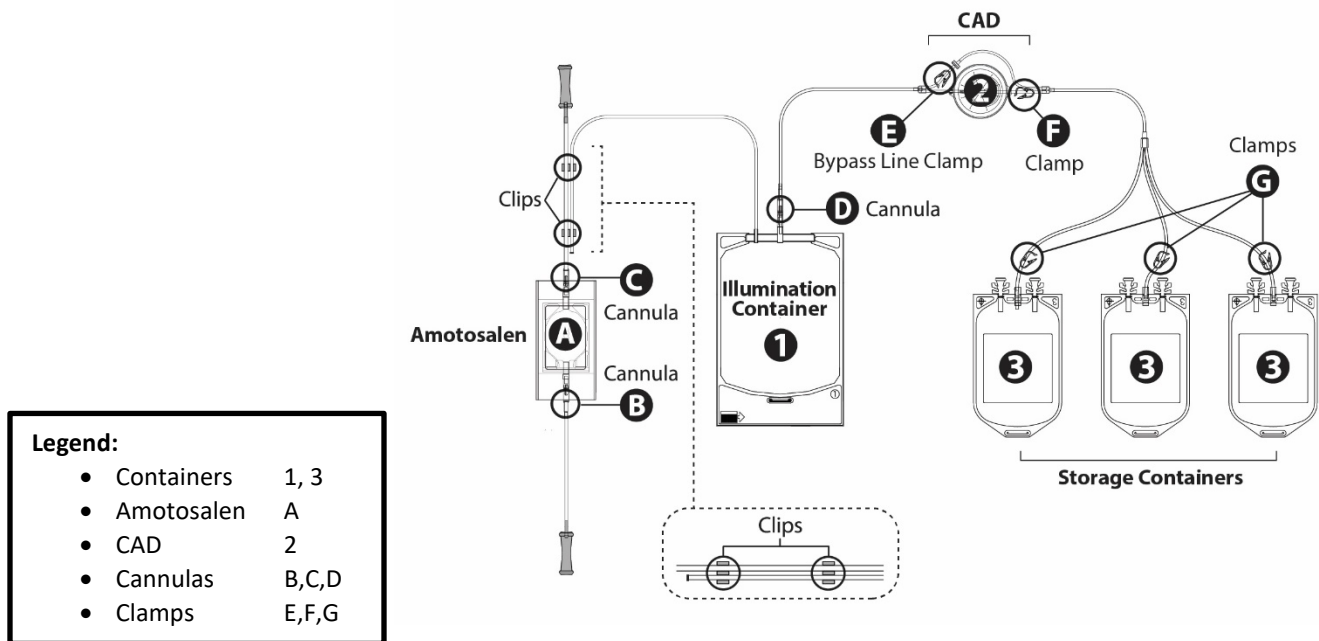 CAD
2
E
F
Bypass Line Clamp
Clamp
Clamps
G
Clips
D Cannula
C
Cannula
Illumination
Container
1
Amotosalen
A
Cannula
B
3
3
3
Storage Containers
Clips
Legend:
• Containers 1, 3
• Amotosalen A
• CAD 2
• Cannulas B,C,D
• Clamps E,F,G